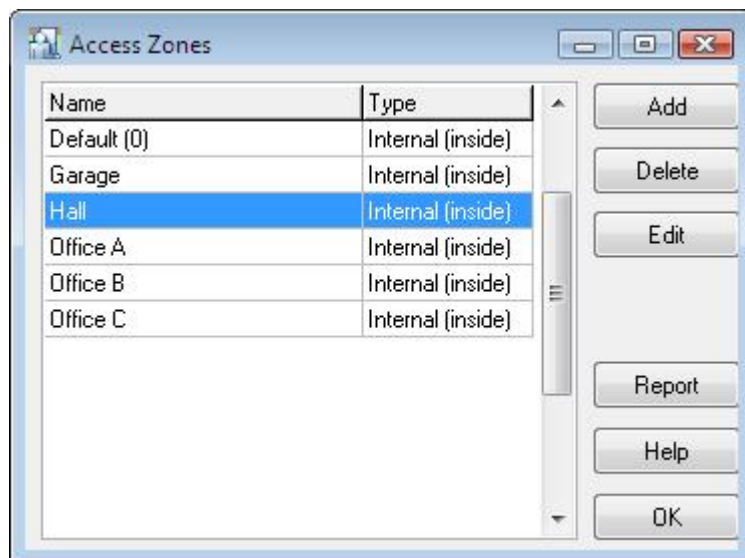 Access Zones
Name Type
Default (0) Internal (inside)
Garage Internal (inside)
Hall Internal (inside)
Office A Internal (inside)
Office B Internal (inside)
Office C Internal (inside)
Add
Delete
Edit
Report
Help
OK